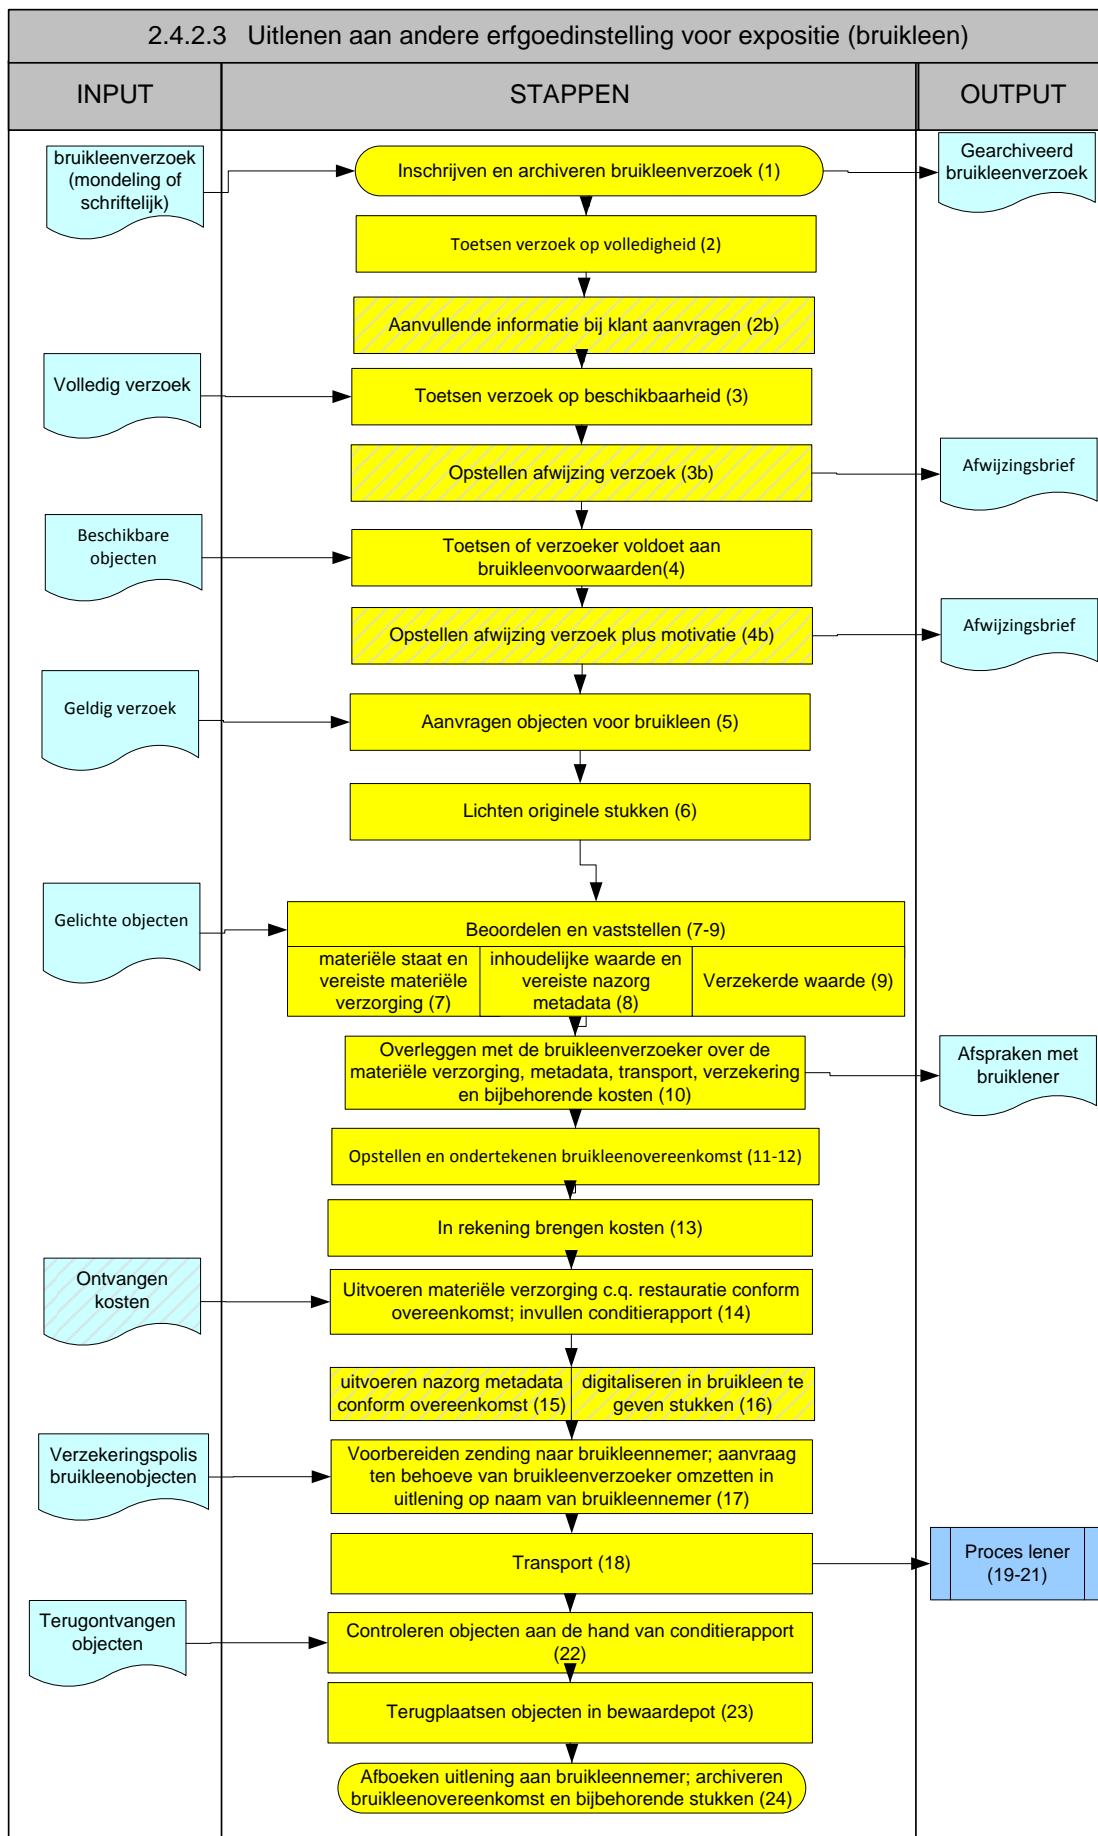 2.4.2.3 Uitlenen aan andere erfgoedinstelling voor expositie (bruikleen)
INPUT
STAPPEN
OUTPUT
bruikleenverzoek
(mondeling of
schriftelijk)
Inschrijven en archiveren bruikleenverzoek (1)
Gearchiveerd
bruikleenverzoek
Toetsen verzoek op volledigheid (2)
Aanvullende informatie bij klant aanvragen (2b)
Volledig verzoek
Toetsen verzoek op beschikbaarheid (3)
Opstellen afwijzing verzoek (3b)
Afwijzingsbrief
Beschikbare
objecten
Toetsen of verzoeker voldoet aan
bruikleenvoorwaarden(4)
Opstellen afwijzing verzoek plus motivatie (4b)
Afwijzingsbrief
Geldig verzoek
Aanvragen objecten voor bruikleen (5)
Lichten originele stukken (6)
Gelichte objecten
Beoordelen en vaststellen (7-9)
materiële staat en
vereiste materiële
verzorging (7)
inhoudelijke waarde en
vereiste nazorg
metadata (8)
Verzekerde waarde (9)
Overleggen met de bruikleenverzoeker over de
materiële verzorging, metadata, transport, verzekering
en bijbehorende kosten (10)
Afspraken met
bruiklener
Opstellen en ondertekenen bruikleenovereenkomst (11-12)
In rekening brengen kosten (13)
Ontvangen
kosten
Uitvoeren materiële verzorging c.q. restauratie conform
overeenkomst; invullen conditierapport (14)
uitvoeren nazorg metadata
conform overeenkomst (15)
digitaliseren in bruikleen te
geven stukken (16)
Verzekeringspolis
bruikleenobjecten
Voorbereiden zending naar bruikleennemer; aanvraag
ten behoeve van bruikleenverzoeker omzetten in
uitlening op naam van bruikleennemer (17)
Transport (18)
Proces lener
(19-21)
Terugontvangen
objecten
Controleren objecten aan de hand van conditierapport
(22)
Terugplaatsen objecten in bewaardepot (23)
Afboeken uitlening aan bruikleennemer; archiveren
bruikleenovereenkomst en bijbehorende stukken (24)